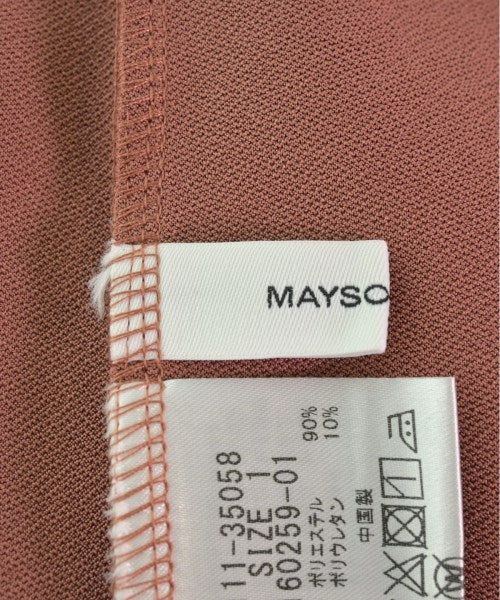 MAYSO
11-35058
SIZE 1
60259-01
ポリエステル 90%
ポリウレタン 10%
中国製